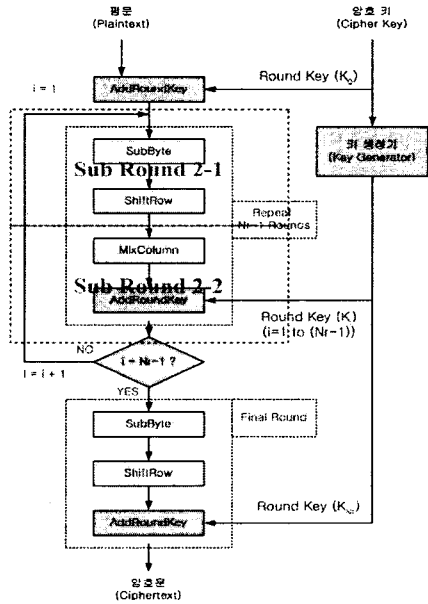 평문
(Plaintext)
암호 키
(Cipher Key)
i = 1
AddRoundKey
Round Key (K0)
키 생성기
(Key Generator)
SubByte
Sub Round 2-1
ShiftRow
Repeat
Nr-1 Rounds
MixColumn
Sub Round 2-2
AddRoundKey
Round Key (Ki)
(i=1 to (Nr-1))
NO
i = Nr-1 ?
i = i + 1
YES
SubByte
Final Round
ShiftRow
AddRoundKey
Round Key (KNr)
암호문
(Ciphertext)